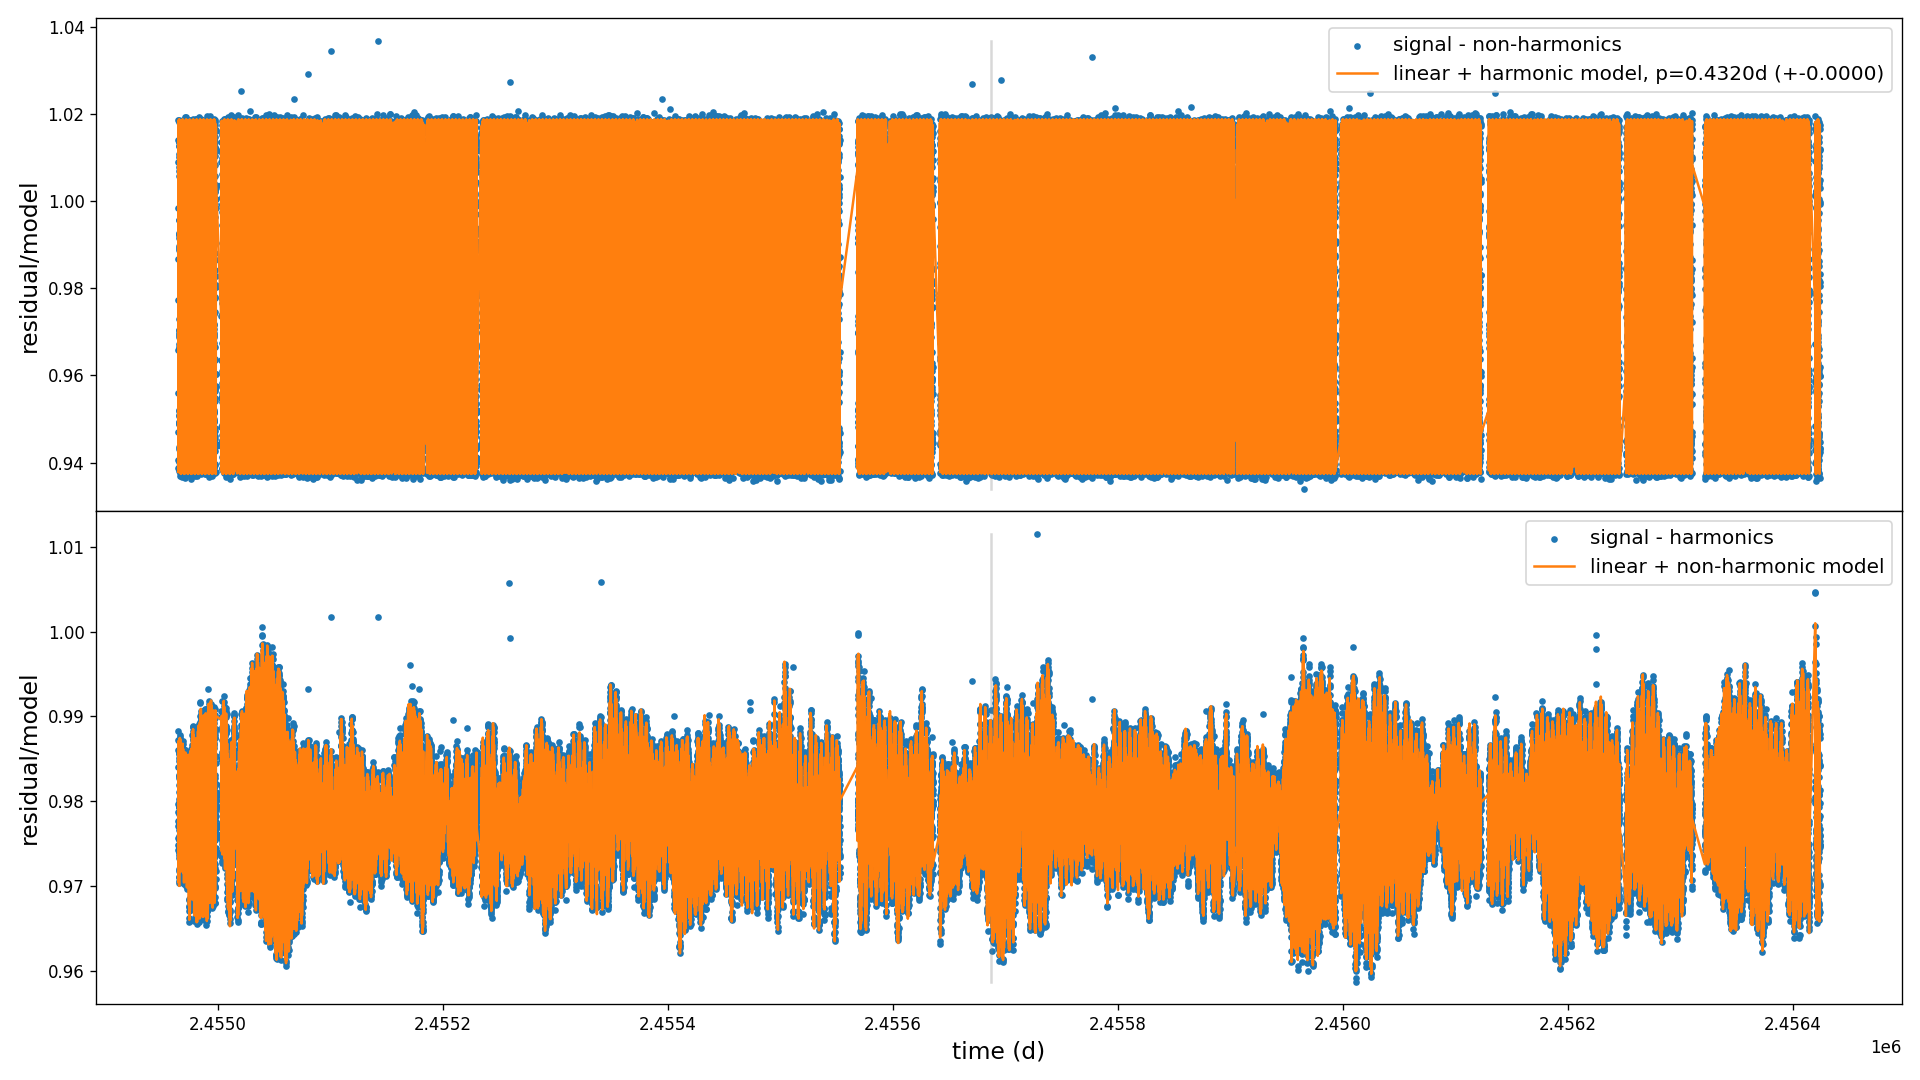 1.04
1.02
1.00
0.98
0.96
0.94
residual/model
signal - non-harmonics
linear + harmonic model, p=0.4320d (+-0.0000)
1.01
1.00
0.99
0.98
0.97
0.96
residual/model
signal - harmonics
linear + non-harmonic model
2.4550 2.4552 2.4554 2.4556 2.4558 2.4560 2.4562 2.4564
1e6
time (d)